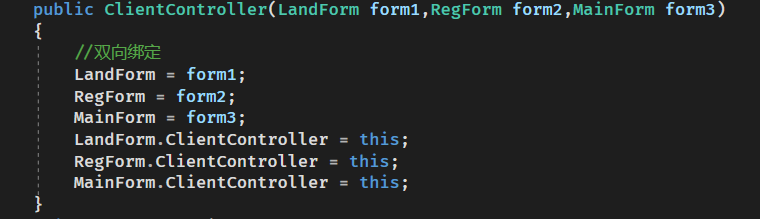 public ClientController(LandForm form1,RegForm form2,MainForm form3)
{
//双向绑定
LandForm = form1;
RegForm = form2;
MainForm = form3;
LandForm.ClientController = this;
RegForm.ClientController = this;
MainForm.ClientController = this;
}